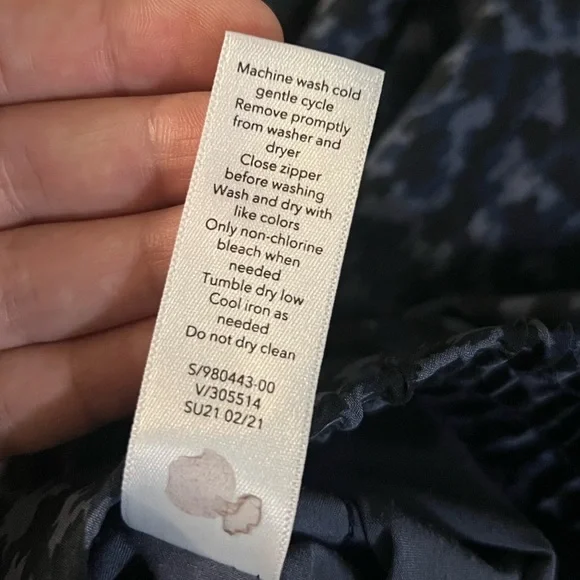 Machine wash cold
gentle cycle
Remove promptly
from washer and
dryer
Close zipper
before washing
Wash and dry with
like colors
Only non-chlorine
bleach when
needed
Tumble dry low
Cool iron as
needed
Do not dry clean
S/980443-00
V/305514
SU21 02/21